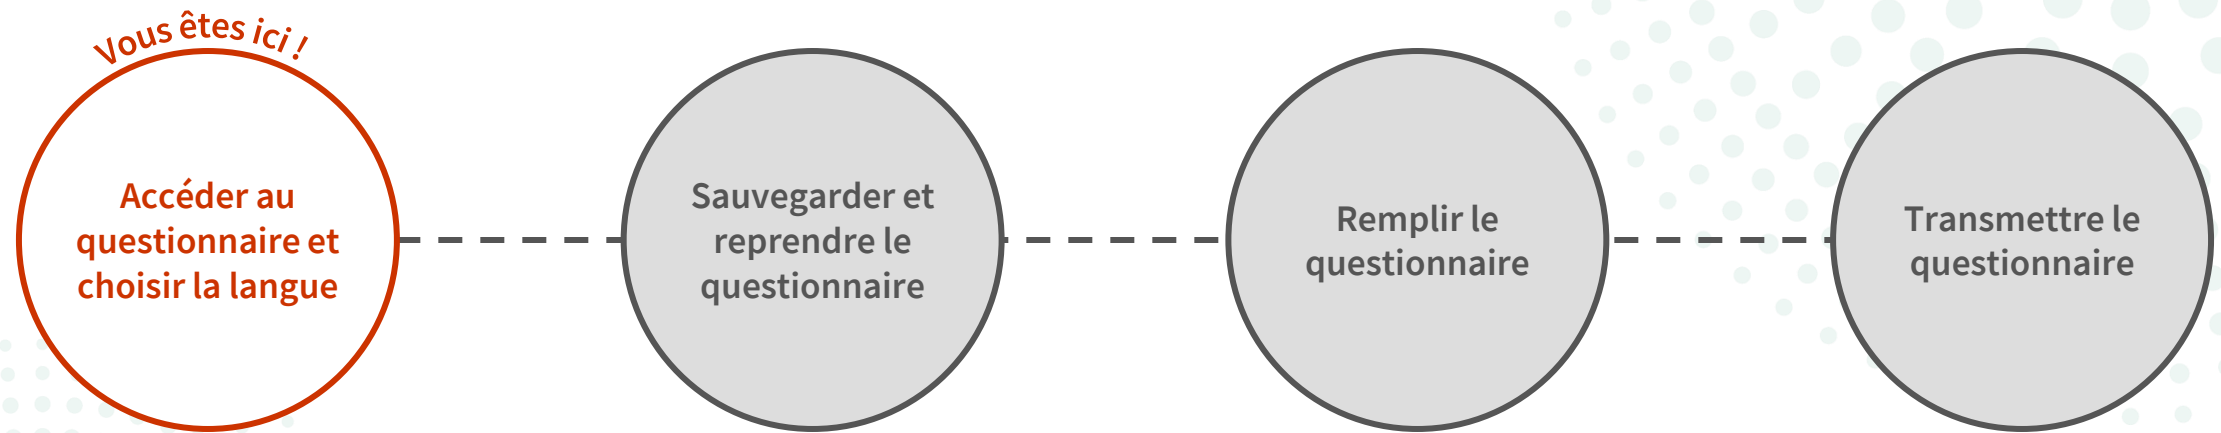 Vous êtes ici !
Accéder au
questionnaire et
choisir la langue
Sauvegarder et
reprendre le
questionnaire
Remplir le
questionnaire
Transmettre le
questionnaire